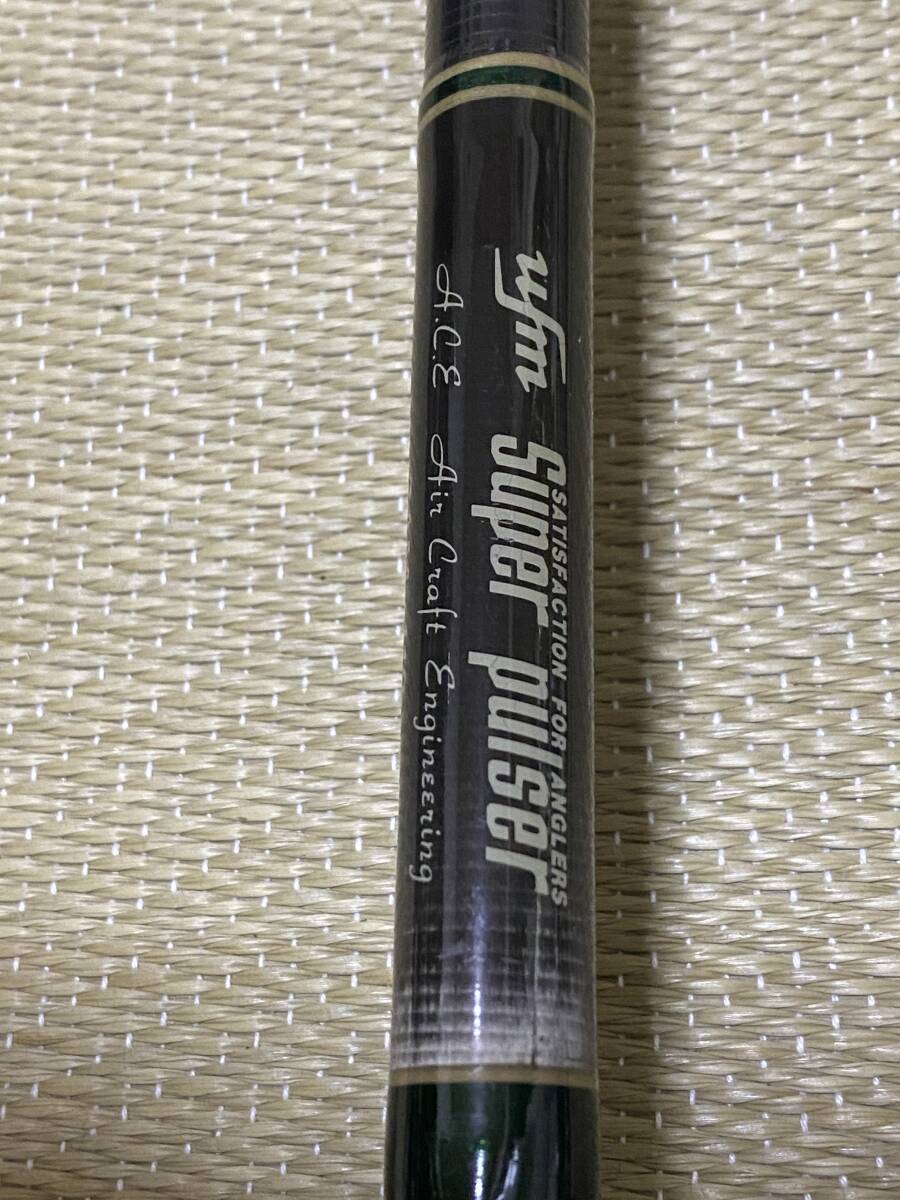 ufm Super pulser
SATISFACTION FOR ANGLERS
A.C.E Air Craft Engineering